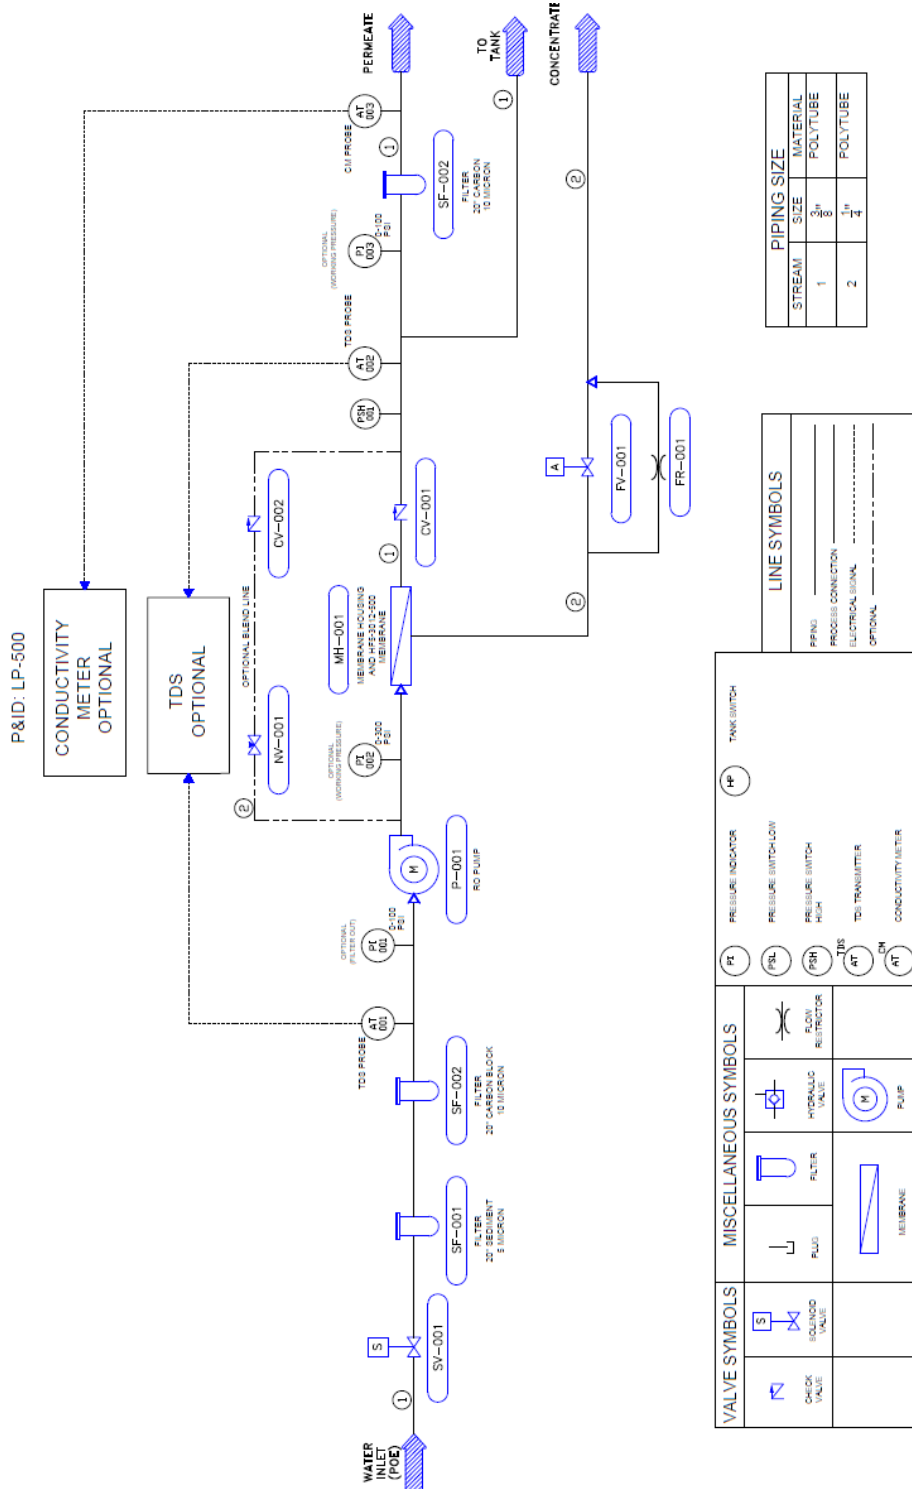 P&ID: LP-500
CONDUCTIVITY
METER
OPTIONAL
TDS
OPTIONAL
WATER
INLET
(POE)
1
S
SV-001
SF-001
FILTER
20" SEDIMENT
5 MICRON
SF-002
FILTER
20" CARBON BLOCK
10 MICRON
TDS PROBE
AT
001
OPTIONAL
(FILTER OUT)
PI
001
0-100
PSI
M
P-001
RO PUMP
2
OPTIONAL BLEND LINE
NV-001
CV-002
OPTIONAL
(WORKING PRESSURE)
PI
002
0-300
PSI
MH-001
MEMBRANE HOUSING
AND HF5-3012-500
MEMBRANE
1
CV-001
PSH
001
TDS PROBE
AT
002
OPTIONAL
(WORKING PRESSURE)
PI
003
0-100
PSI
SF-002
FILTER
20" CARBON
10 MICRON
1
CM PROBE
AT
003
PERMEATE
1
TO
TANK
2
A
FV-001
FR-001
2
CONCENTRATE
VALVE SYMBOLS
CHECK
VALVE
S
SOLENOID
VALVE
MISCELLANEOUS SYMBOLS
PLUG
FILTER
HYDRAULIC
VALVE
FLOW
RESTRICTOR
MEMBRANE
M
PUMP
PI
PRESSURE INDICATOR
PSL
PRESSURE SWITCH LOW
PSH
PRESSURE SWITCH
HIGH
TDS
AT
TDS TRANSMITTER
CM
AT
CONDUCTIVITY METER
HP
TANK SWITCH
LINE SYMBOLS
PIPING
PROCESS CONNECTION
ELECTRICAL SIGNAL
OPTIONAL
PIPING SIZE
STREAM SIZE MATERIAL
1 3/8" POLYTUBE
2 1/4" POLYTUBE